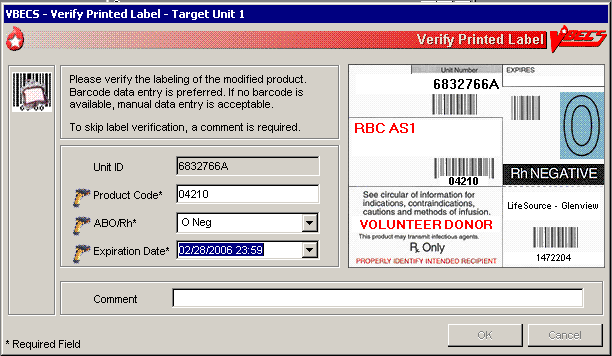 VBECS - Verify Printed Label - Target Unit 1
Verify Printed Label VBECS
Please verify the labeling of the modified product.
Barcode data entry is preferred. If no barcode is
available, manual data entry is acceptable.
To skip label verification, a comment is required.
Unit ID 6832766A
Product Code* 04210
ABO/Rh* O Neg
Expiration Date* 02/28/2006 23:59
Unit Number
6832766A
EXPIRES
RBC AS1
O
04210
Rh NEGATIVE
See circular of information for
indications, contraindications,
cautions and methods of infusion.
VOLUNTEER DONOR
This product may transmit infectious agents.
℞ Only
PROPERLY IDENTIFY INTENDED RECIPIENT
LifeSource - Glenview
1472204
Comment
* Required Field
OK Cancel